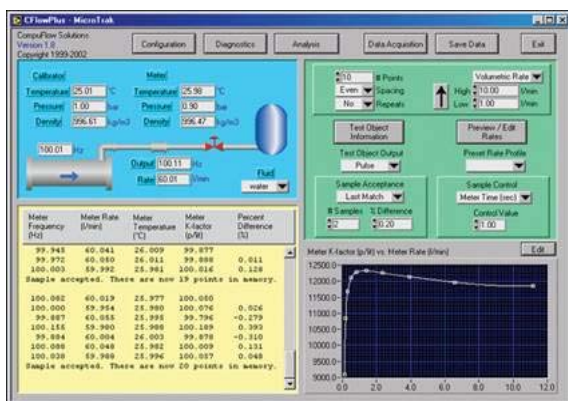 CFlowPlus - MicroTrak
CompuFlow Solutions
Version 1.8
Copyright 1999-2002
Configuration Diagnostics Analysis Data Acquisition Save Data Exit
Calibrator Meter
Temperature 25.01 °C Temperature 25.98 °C
Pressure 1.00 bar Pressure 0.90 bar
Density 996.61 kg/m3 Density 996.47 kg/m3
100.01 Hz
Output 100.11 Hz
Rate 60.01 l/min
Fluid
water
10 # Points
Even Spacing
No Repeats
Volumetric Rate
High 10.00 l/min
Low 1.00 l/min
Test Object Information
Preview / Edit Rates
Test Object Output
Pulse
Preset Rate Profile
Sample Acceptance
Last Match
# Samples % Difference
2 0.20
Sample Control
Meter Time (sec)
Control Value
1.00
Meter Frequency (Hz) Meter Rate (l/min) Meter Temperature (°C) Meter K-factor (p/lit) Percent Difference (%)
99.945 60.041 26.009 99.877
99.972 60.050 26.011 99.888 0.011
100.003 59.992 25.981 100.016 0.128
Sample accepted. There are now 19 points in memory.
100.082 60.019 25.977 100.050
100.000 59.954 25.980 100.076 0.026
99.887 60.055 25.995 99.796 -0.279
100.155 59.980 25.988 100.189 0.393
99.884 60.004 26.003 99.878 -0.310
100.088 60.048 25.982 100.009 0.131
100.038 59.988 25.996 100.057 0.048
Sample accepted. There are now 20 points in memory.
Meter K-factor (p/lit) vs. Meter Rate (l/min) Edit
12500.0
12000.0
11500.0
11000.0
10500.0
10000.0
9500.0
9000.0
0.0 2.0 4.0 6.0 8.0 10.0 12.0